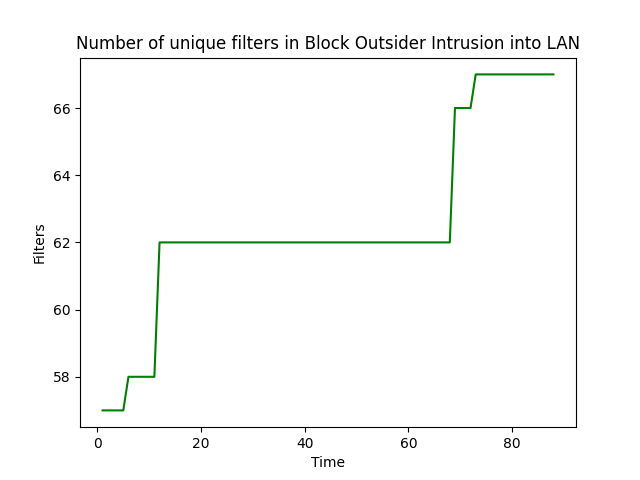 Number of unique filters in Block Outsider Intrusion into LAN
Filters
66
64
62
60
58
0 20 40 60 80
Time